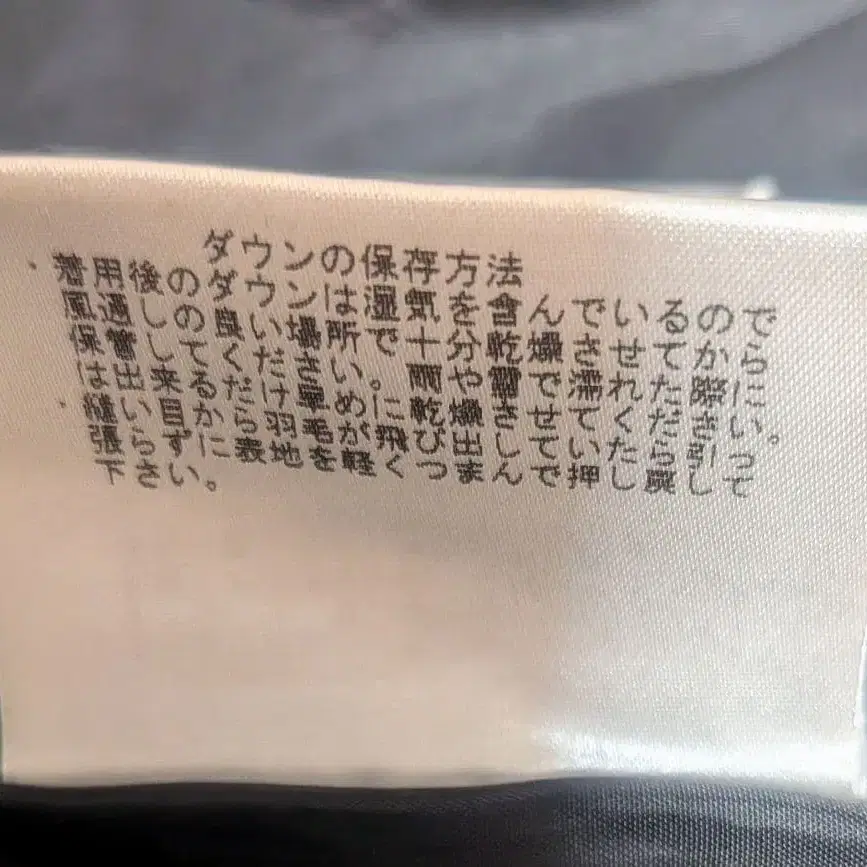 ダウンの保存方法
・着用後のダウンは湿気を含んでいるので
風通しの良い場所で十分乾燥させてから
保管してください。雨や雪で濡れた際に
は出来るだけ早めに乾燥させてください。
・縫い目から羽毛が飛び出していたら引っ
張らずに表地を軽くつまんで押し戻して
下さい。